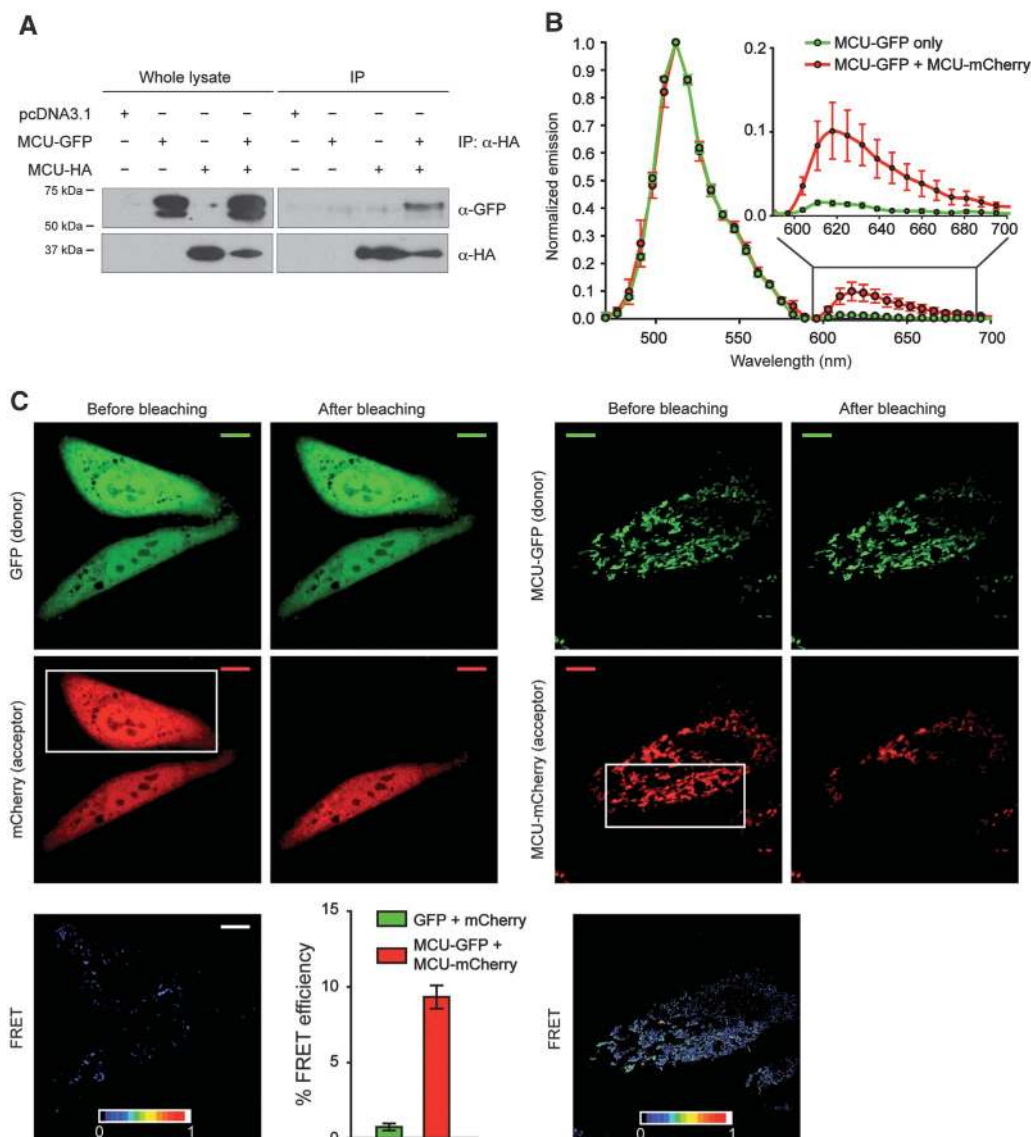 A
Whole lysate IP
pcDNA3.1 + – – – + – – –
MCU-GFP – + – + – + – + IP: α-HA
MCU-HA – – + + – – + +
75 kDa
α-GFP
50 kDa
37 kDa
α-HA
B
Normalized emission
1.0
0.9
0.8
0.7
0.6
0.5
0.4
0.3
0.2
0.1
0.0
500 550 600 650 700
Wavelength (nm)
MCU-GFP only
MCU-GFP + MCU-mCherry
0.2
0.1
0.0
600 620 640 660 680 700
C
Before bleaching After bleaching Before bleaching After bleaching
GFP (donor)
MCU-GFP (donor)
mCherry (acceptor)
MCU-mCherry (acceptor)
FRET
0 1
% FRET efficiency
15
10
5
0
GFP + mCherry
MCU-GFP +
MCU-mCherry
FRET
0 1